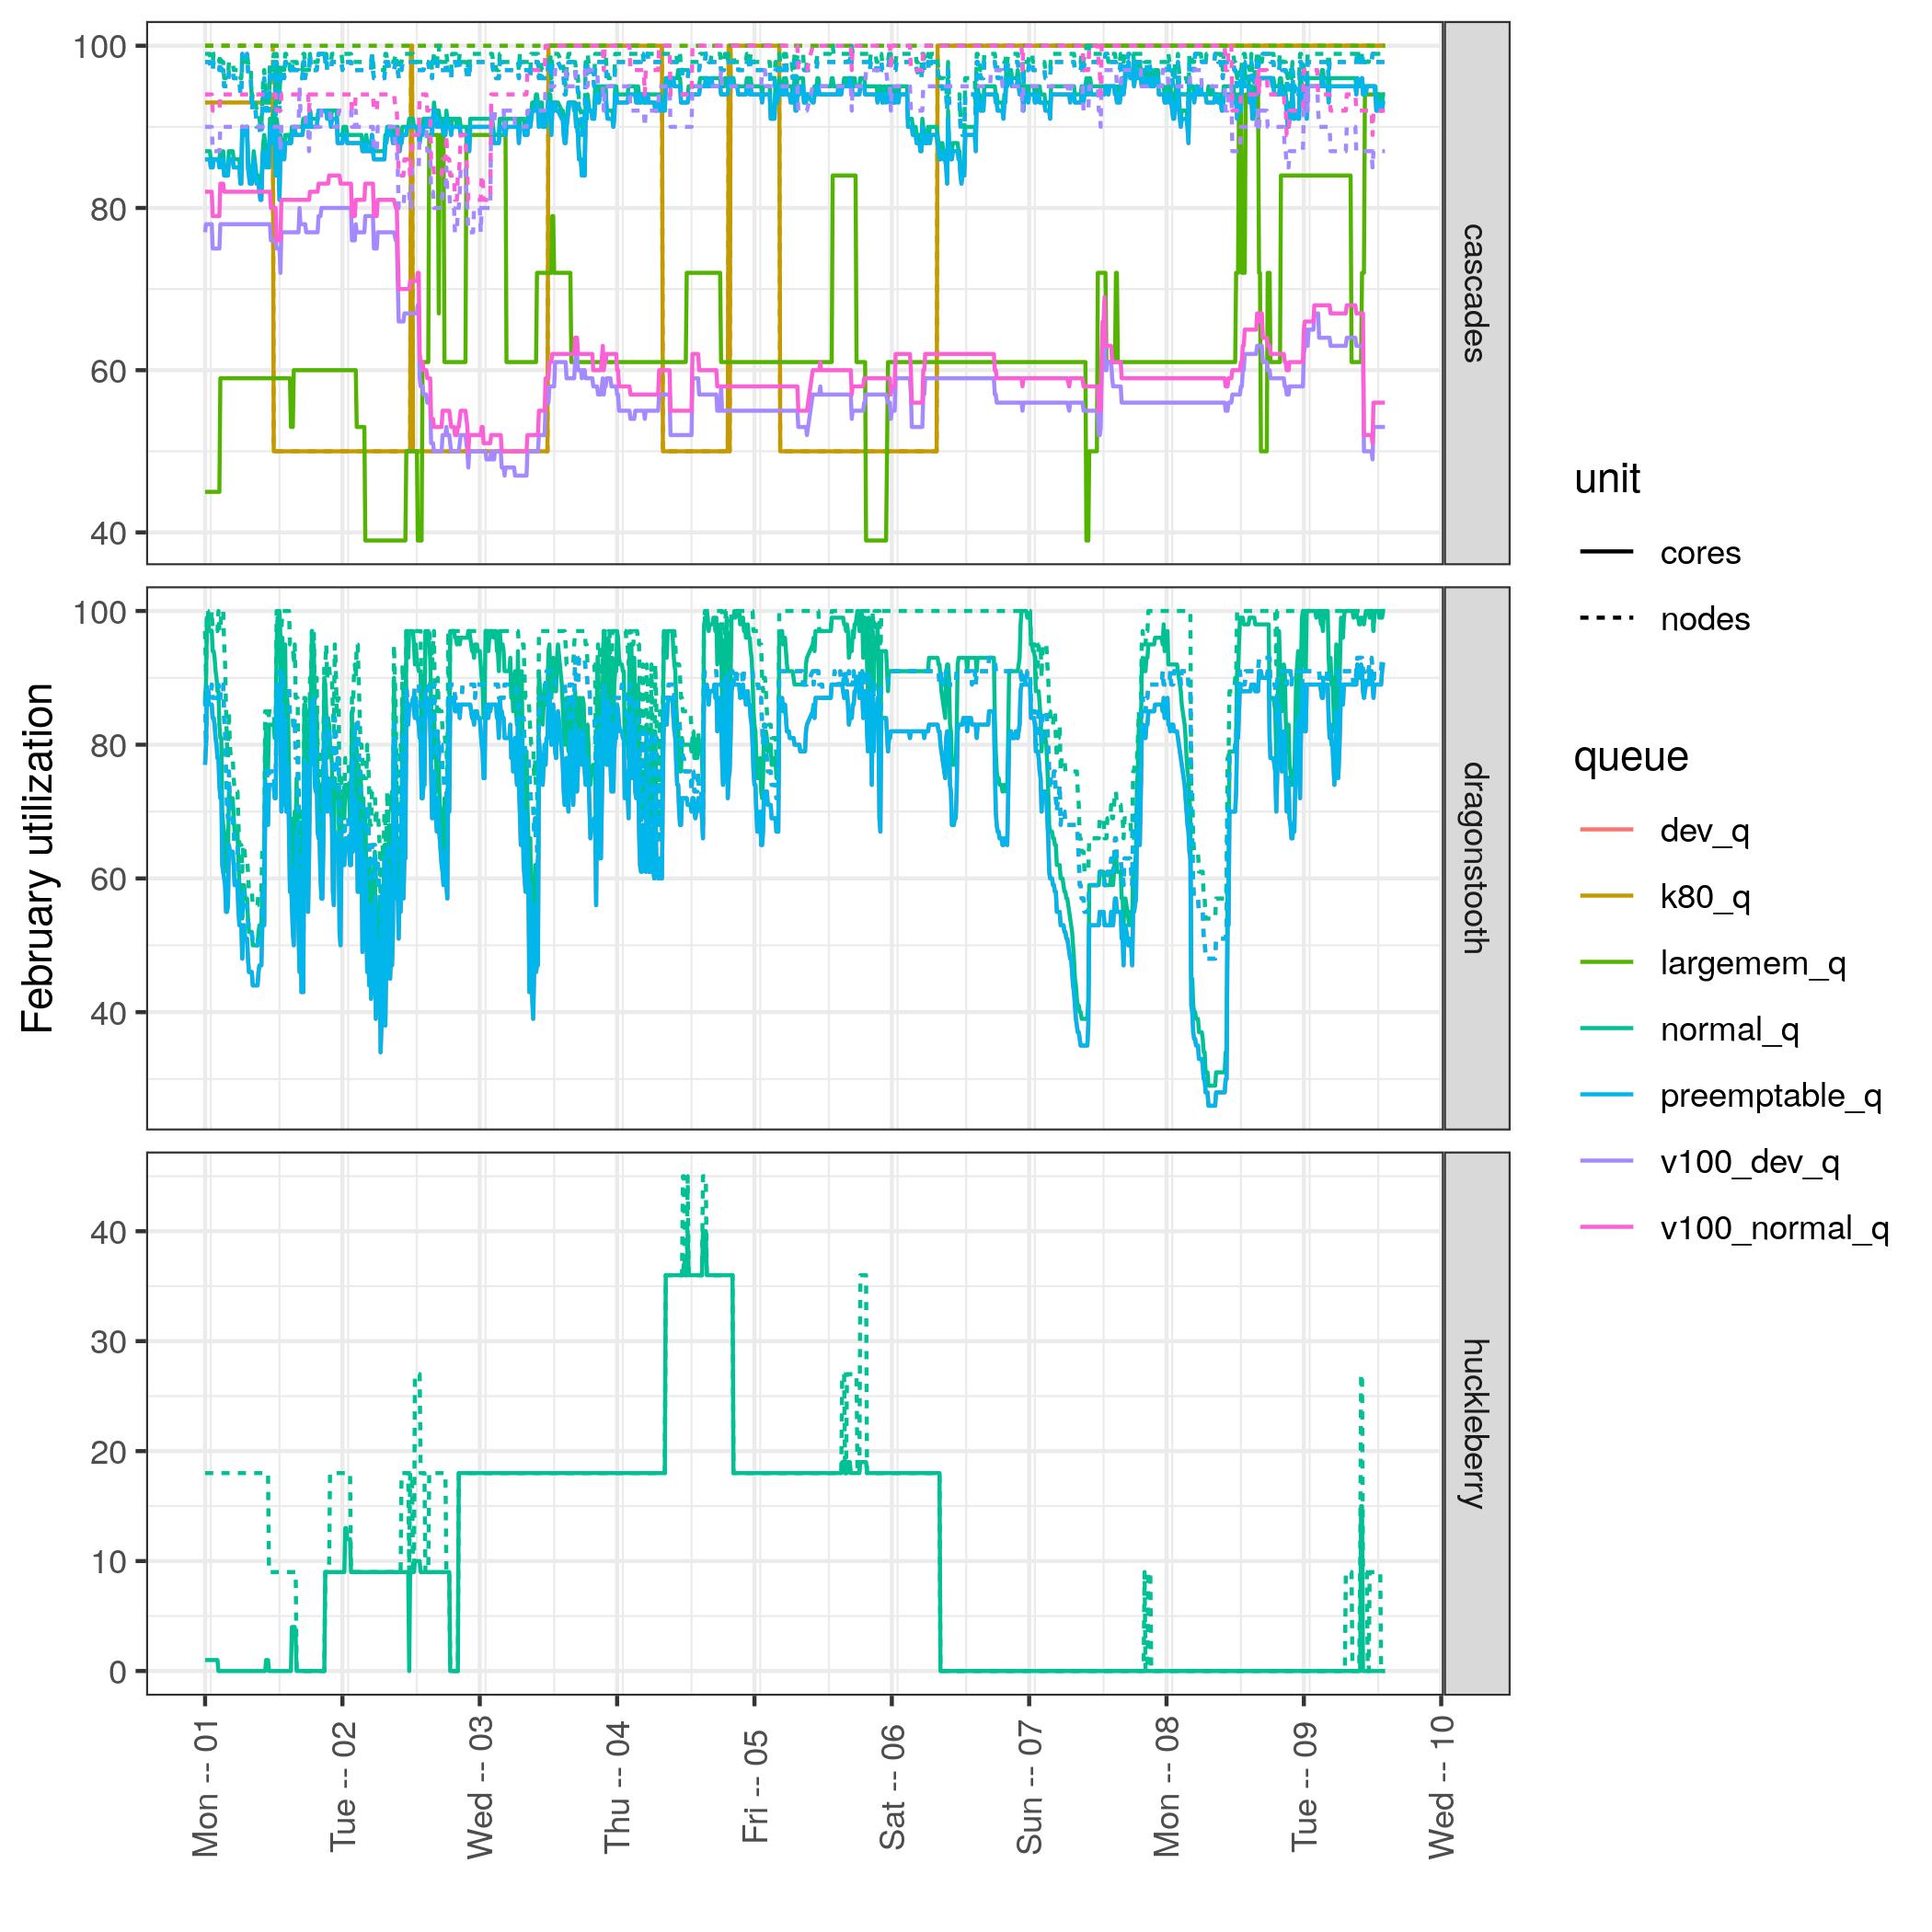 February utilization
100
80
60
40
cascades
100
80
60
40
dragonstooth
40
30
20
10
0
huckleberry
Mon -- 01
Tue -- 02
Wed -- 03
Thu -- 04
Fri -- 05
Sat -- 06
Sun -- 07
Mon -- 08
Tue -- 09
Wed -- 10
unit
cores
nodes
queue
dev_q
k80_q
largemem_q
normal_q
preemptable_q
v100_dev_q
v100_normal_q